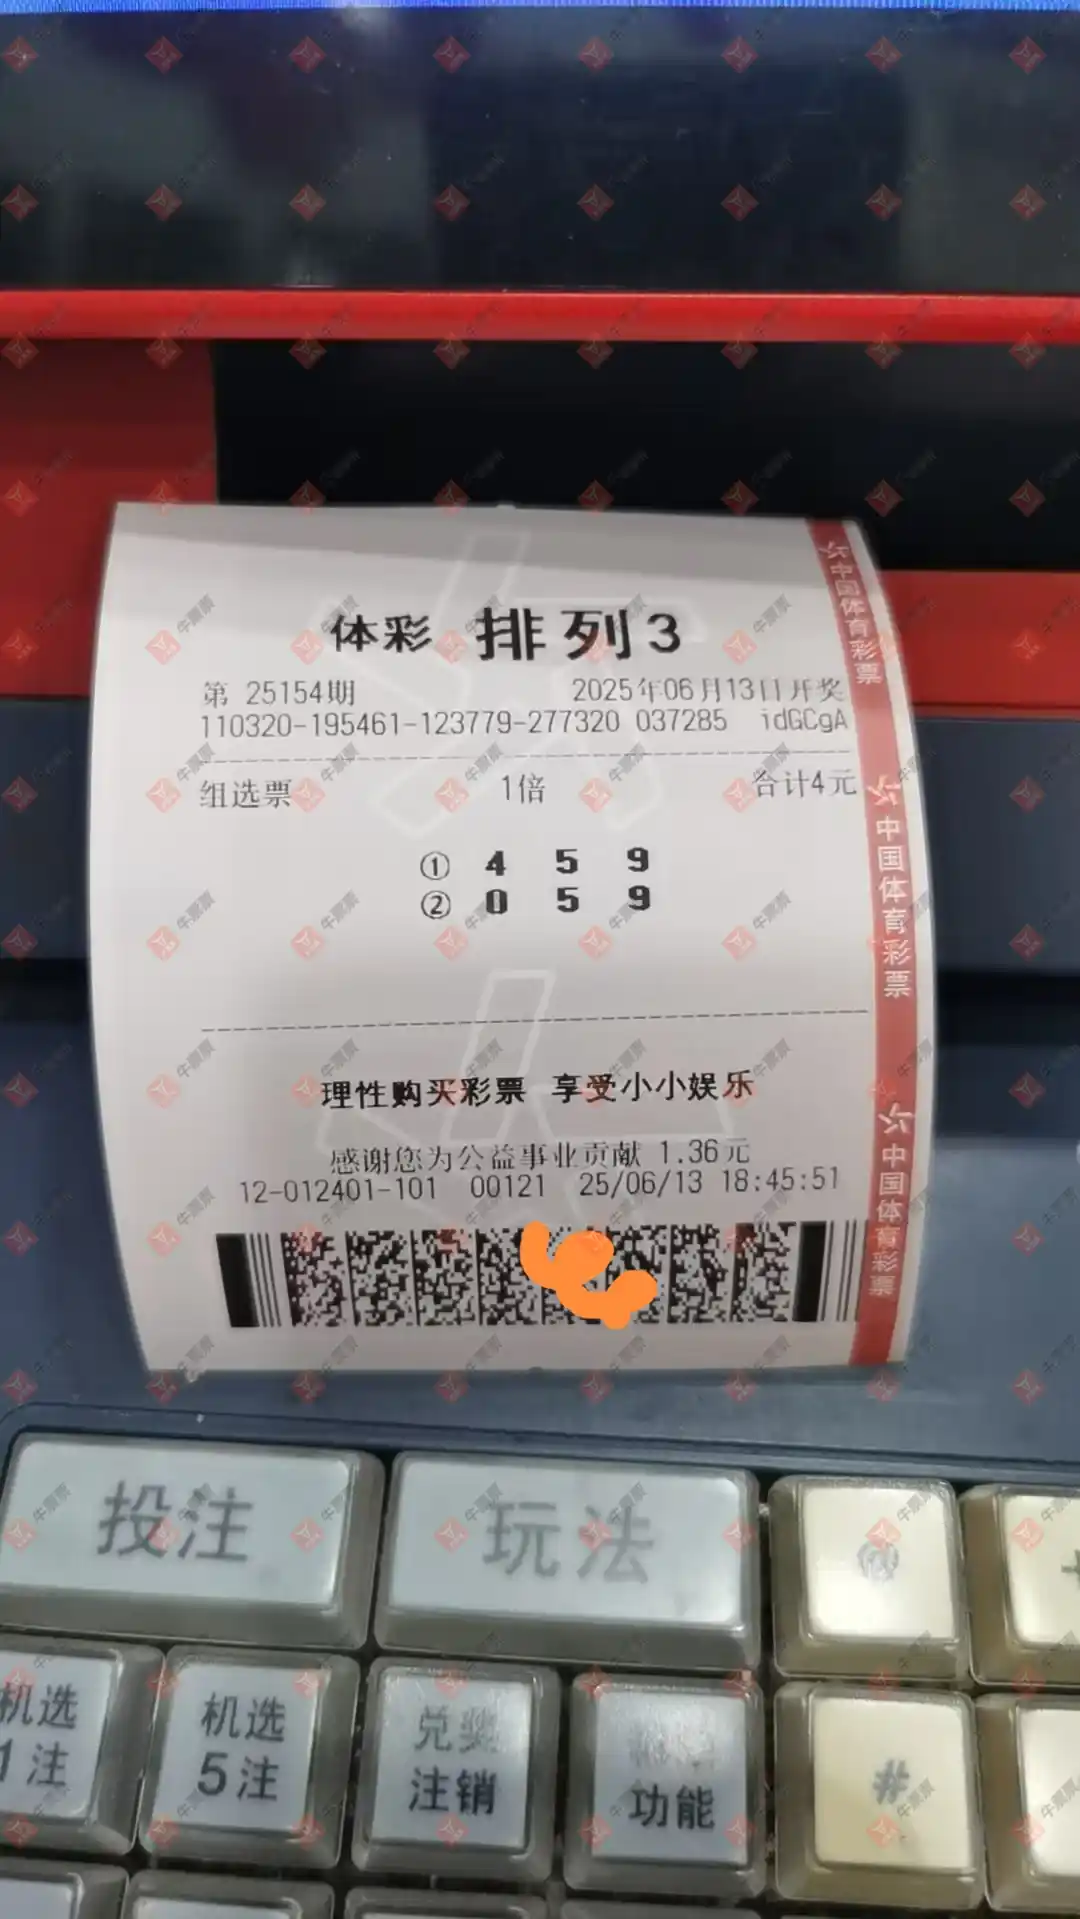 体彩 排列3
第 25154期 2025年06月13日开奖
110320-195461-123779-277320 037285 idGCgA
组选票 1倍 合计4元
① 4 5 9
② 0 5 9
理性购买彩票 享受小小娱乐
感谢您为公益事业贡献 1.36元
12-012401-101 00121 25/06/13 18:45:51
中国体育彩票
中国体育彩票
中国体育彩票
投注 玩法 @ +
机选1注 机选5注 兑奖注销 功能 #
牛票票